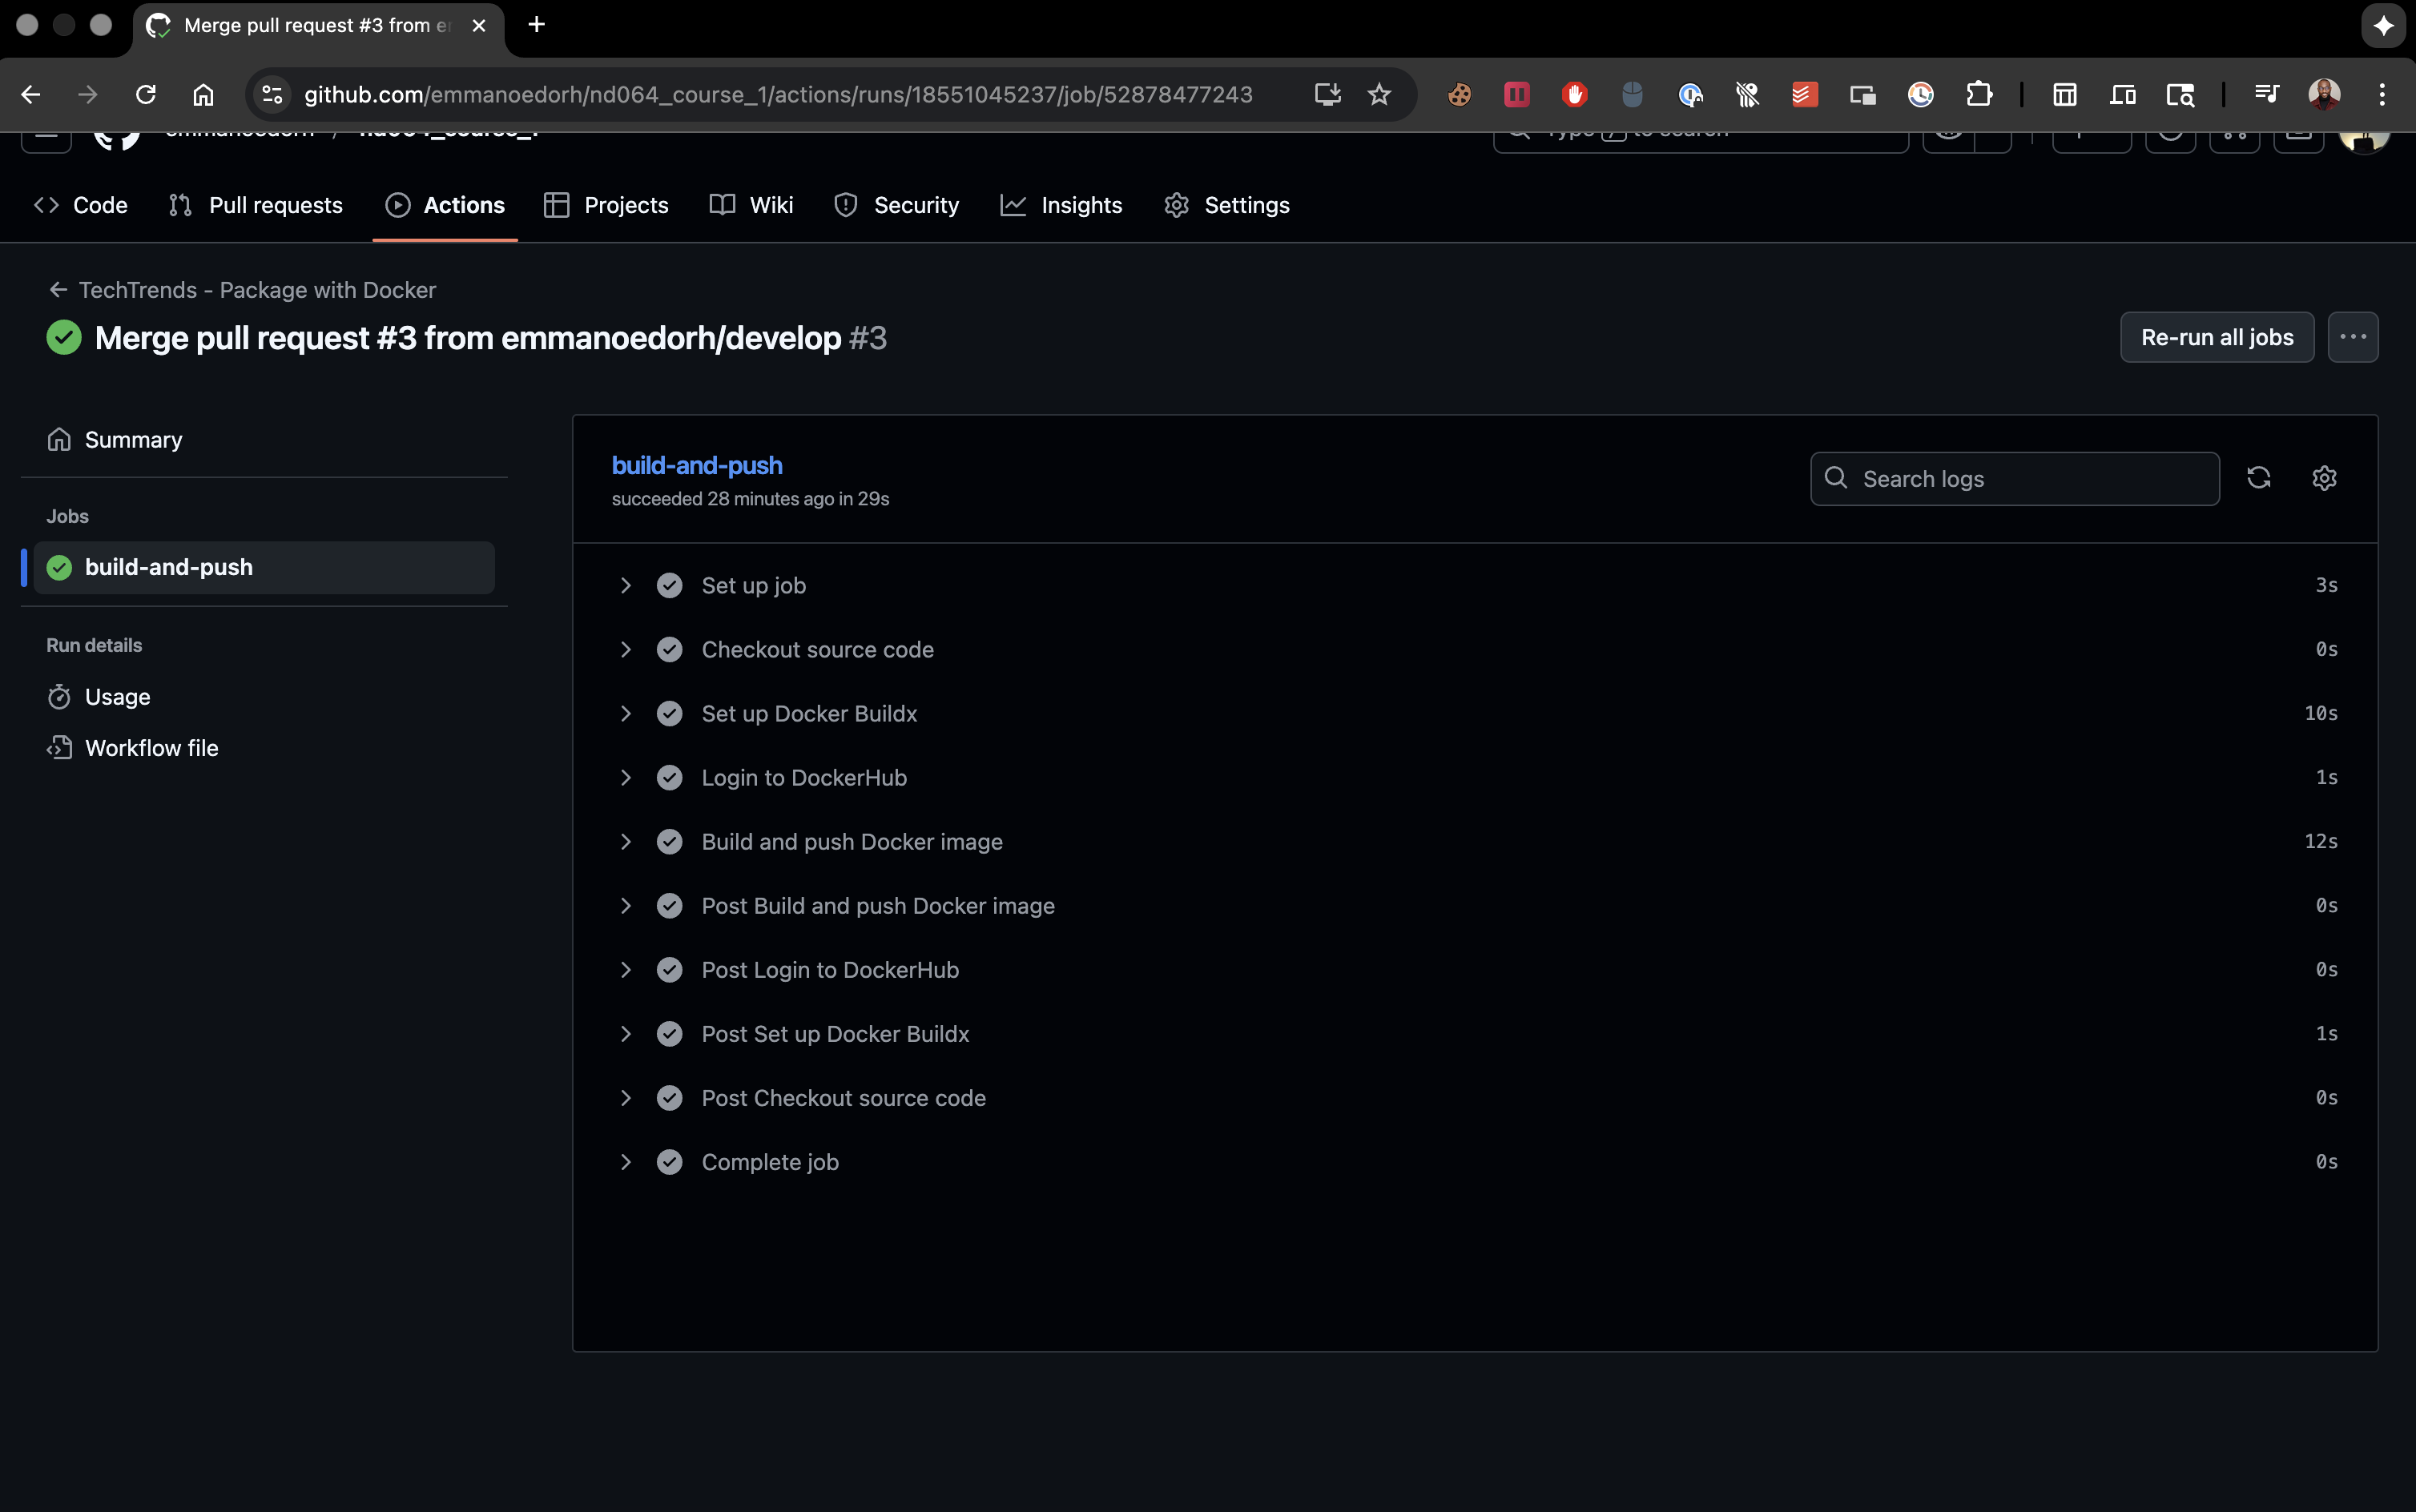 Merge pull request #3 from e
github.com/emmanoedorh/nd064_course_1/actions/runs/18551045237/job/52878477243
emmanoedorh / nd064_course_1
Type / to search
Code
Pull requests
Actions
Projects
Wiki
Security
Insights
Settings
TechTrends - Package with Docker
Merge pull request #3 from emmanoedorh/develop #3
Re-run all jobs
Summary
Jobs
build-and-push
Run details
Usage
Workflow file
build-and-push
succeeded 28 minutes ago in 29s
Search logs
Set up job 3s
Checkout source code 0s
Set up Docker Buildx 10s
Login to DockerHub 1s
Build and push Docker image 12s
Post Build and push Docker image 0s
Post Login to DockerHub 0s
Post Set up Docker Buildx 1s
Post Checkout source code 0s
Complete job 0s